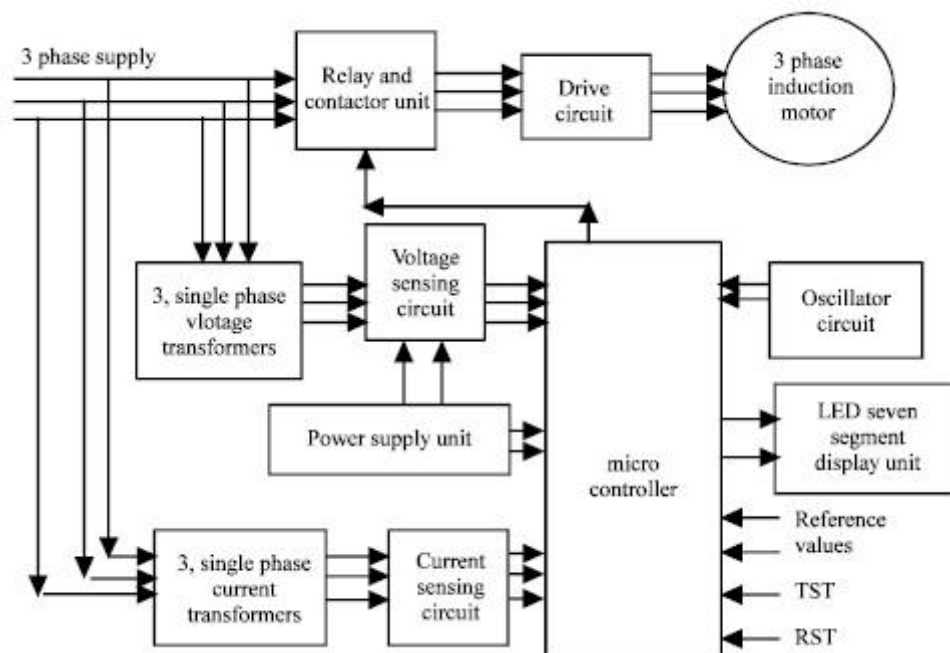 3 phase supply
Relay and
contactor unit
Drive
circuit
3 phase
induction
motor
3, single phase
vlotage
transformers
Voltage
sensing
circuit
Oscillator
circuit
Power supply unit
micro
controller
LED seven
segment
display unit
3, single phase
current
transformers
Current
sensing
circuit
Reference
values
TST
RST